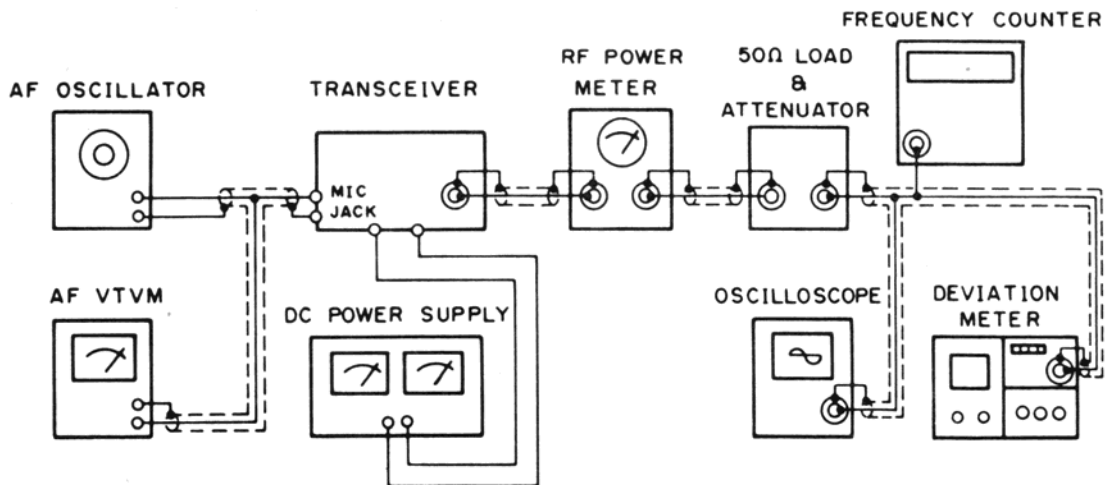 FREQUENCY COUNTER
50Ω LOAD
&
ATTENUATOR
RF POWER
METER
TRANSCEIVER
AF OSCILLATOR
MIC
JACK
AF VTVM
DC POWER SUPPLY
OSCILLOSCOPE
DEVIATION
METER